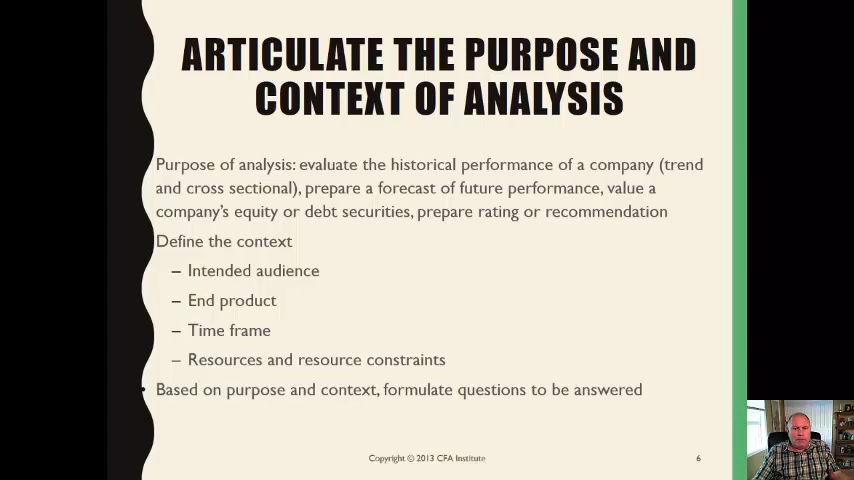 ARTICULATE THE PURPOSE AND
CONTEXT OF ANALYSIS
Purpose of analysis: evaluate the historical performance of a company (trend
and cross sectional), prepare a forecast of future performance, value a
company's equity or debt securities, prepare rating or recommendation
Define the context
– Intended audience
– End product
– Time frame
– Resources and resource constraints
• Based on purpose and context, formulate questions to be answered
Copyright © 2013 CFA Institute
6